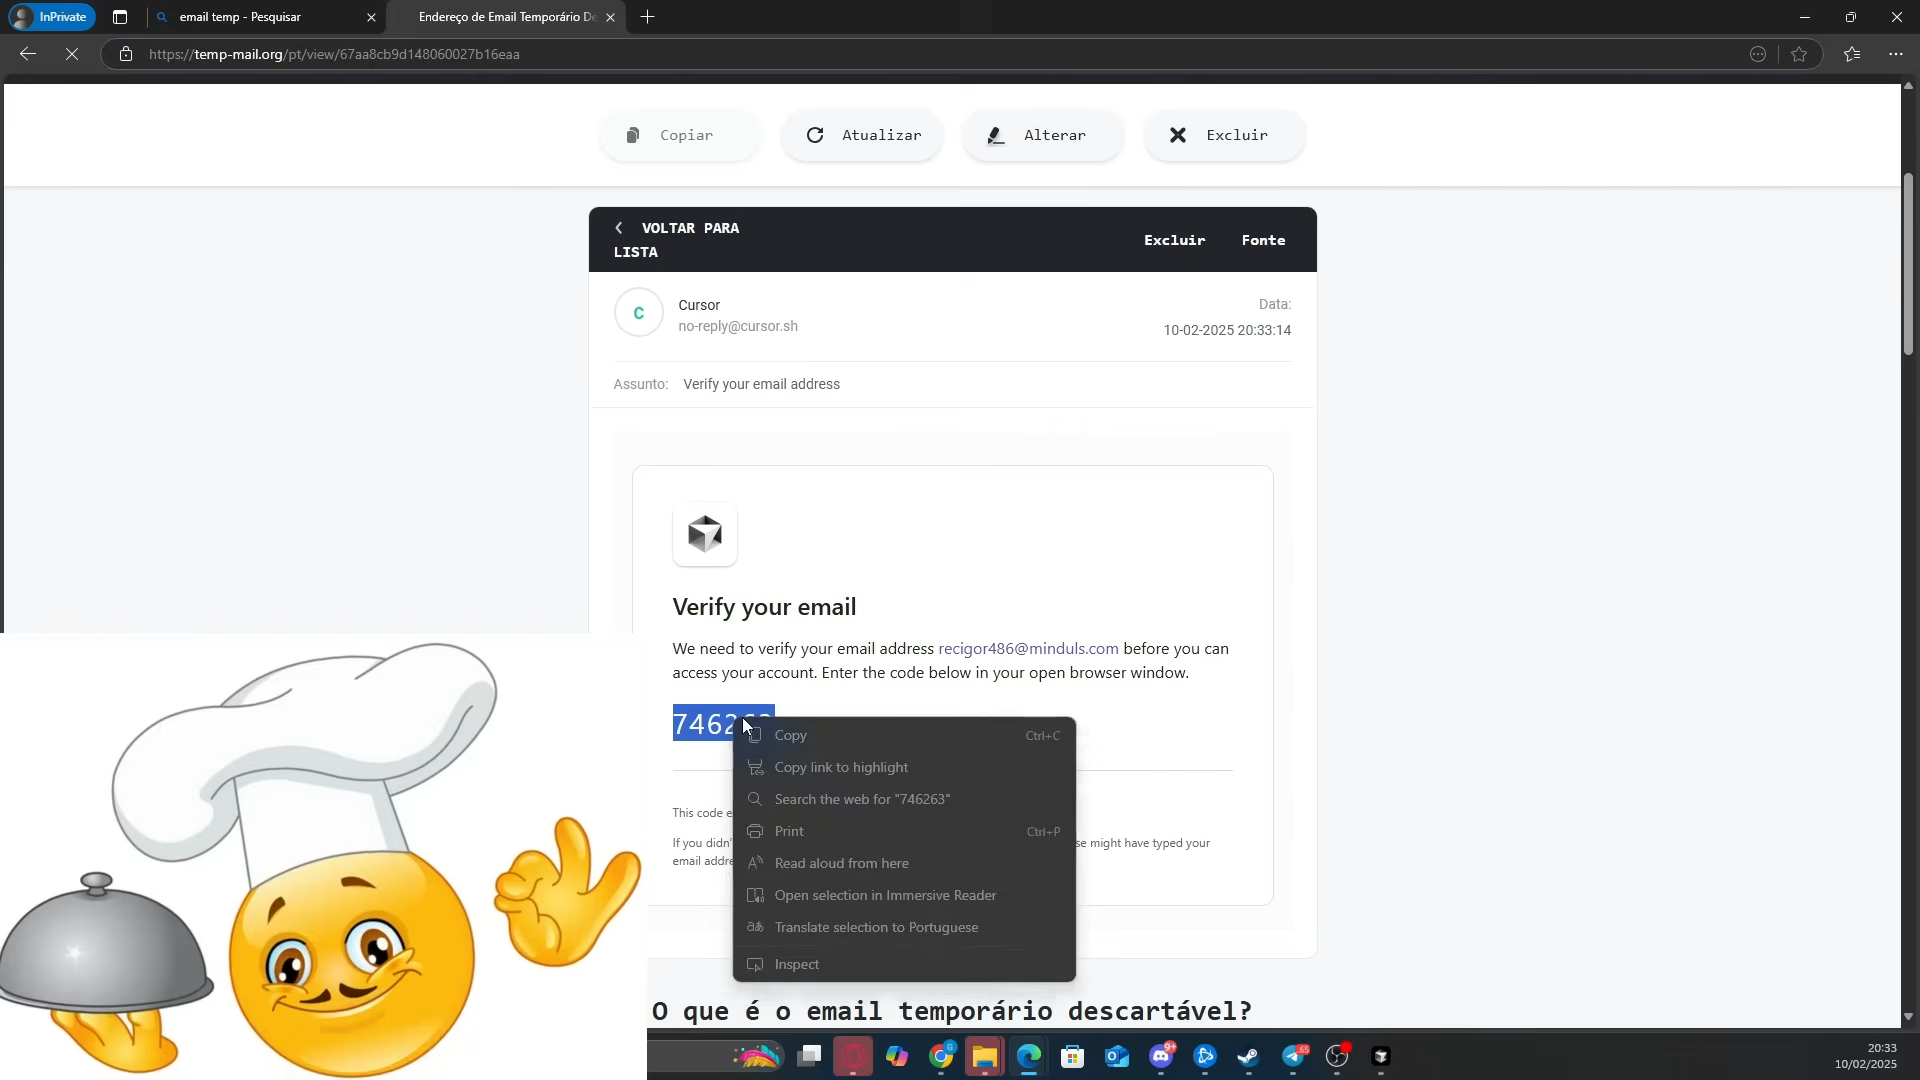 InPrivate
email temp - Pesquisar
Endereço de Email Temporário De
https://temp-mail.org/pt/view/67aa8cb9d148060027b16eaa
Copiar
Atualizar
Alterar
Excluir
VOLTAR PARA
LISTA
Excluir
Fonte
C
Cursor
no-reply@cursor.sh
Data:
10-02-2025 20:33:14
Assunto: Verify your email address
Verify your email
We need to verify your email address recigor486@minduls.com before you can
access your account. Enter the code below in your open browser window.
746263
Copy Ctrl+C
Copy link to highlight
Search the web for "746263"
Print Ctrl+P
Read aloud from here
Open selection in Immersive Reader
Translate selection to Portuguese
Inspect
This code e
If you didn' se might have typed your
email addre
O que é o email temporário descartável?
G
9+
65
20:33
10/02/2025